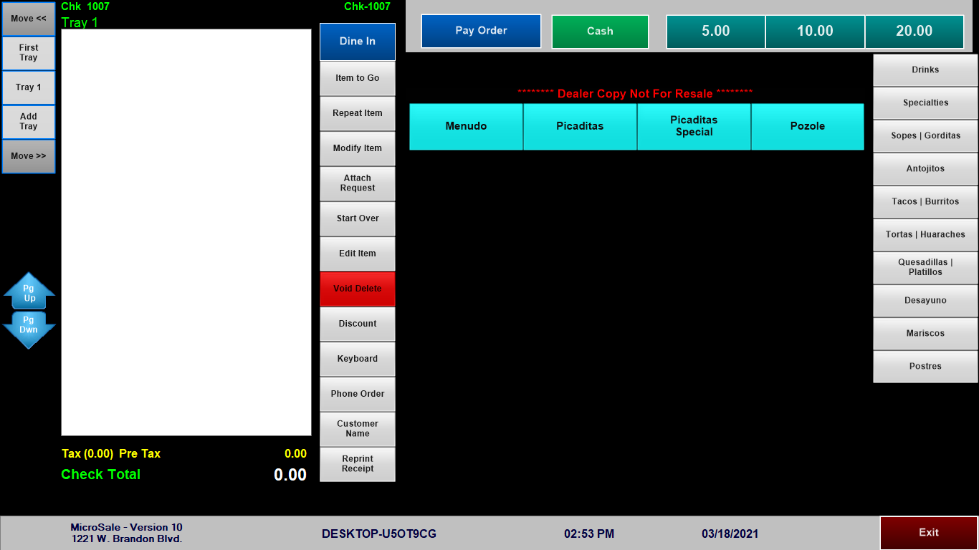 Move <<
First
Tray
Tray 1
Add
Tray
Move >>
Pg
Up
Pg
Dwn
Chk 1007
Chk-1007
Tray 1
Tax (0.00) Pre Tax 0.00
Check Total 0.00
Dine In
Item to Go
Repeat Item
Modify Item
Attach
Request
Start Over
Edit Item
Void Delete
Discount
Keyboard
Phone Order
Customer
Name
Reprint
Receipt
Pay Order
Cash
5.00
10.00
20.00
******** Dealer Copy Not For Resale ********
Menudo
Picaditas
Picaditas
Special
Pozole
Drinks
Specialties
Sopes | Gorditas
Antojitos
Tacos | Burritos
Tortas | Huaraches
Quesadillas |
Platillos
Desayuno
Mariscos
Postres
MicroSale - Version 10
1221 W. Brandon Blvd.
DESKTOP-U5OT9CG
02:53 PM
03/18/2021
Exit